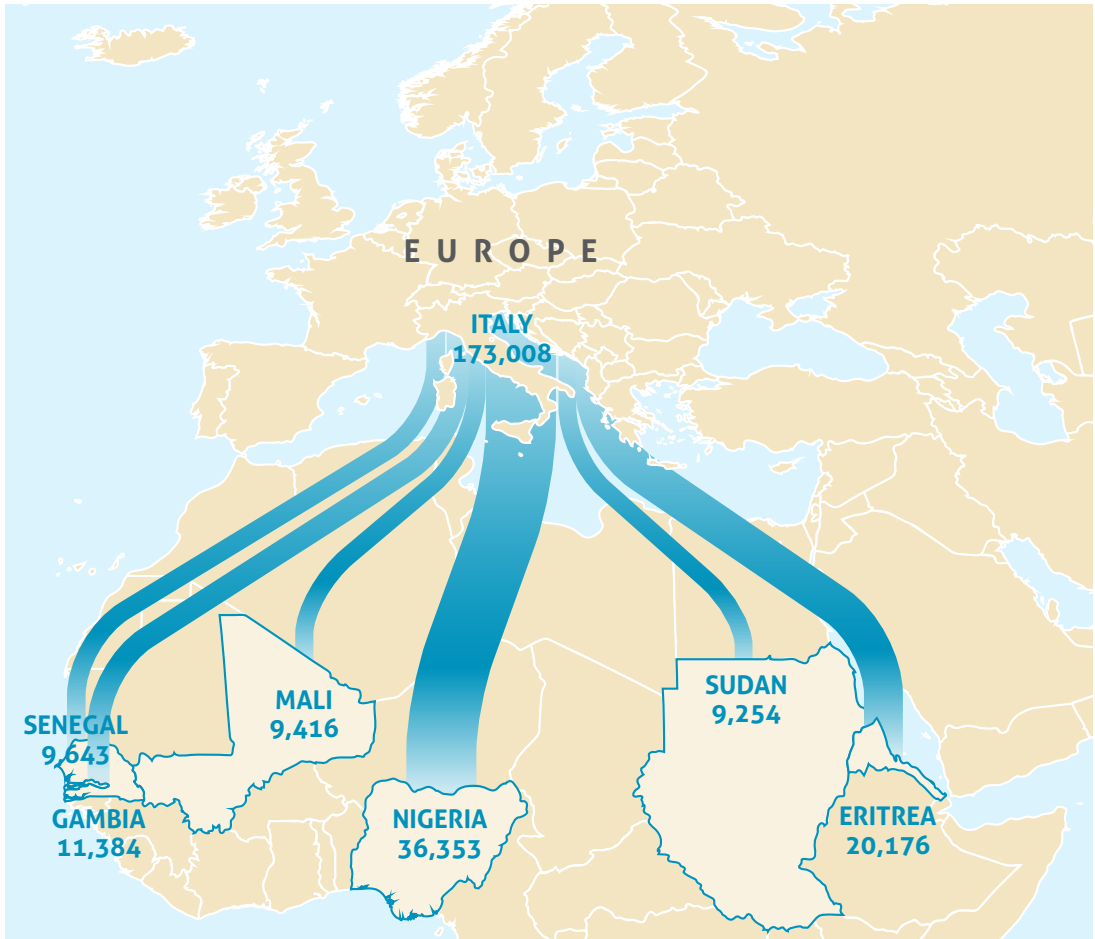 EUROPE
ITALY
173,008
SENEGAL
9,643
GAMBIA
11,384
MALI
9,416
NIGERIA
36,353
SUDAN
9,254
ERITREA
20,176